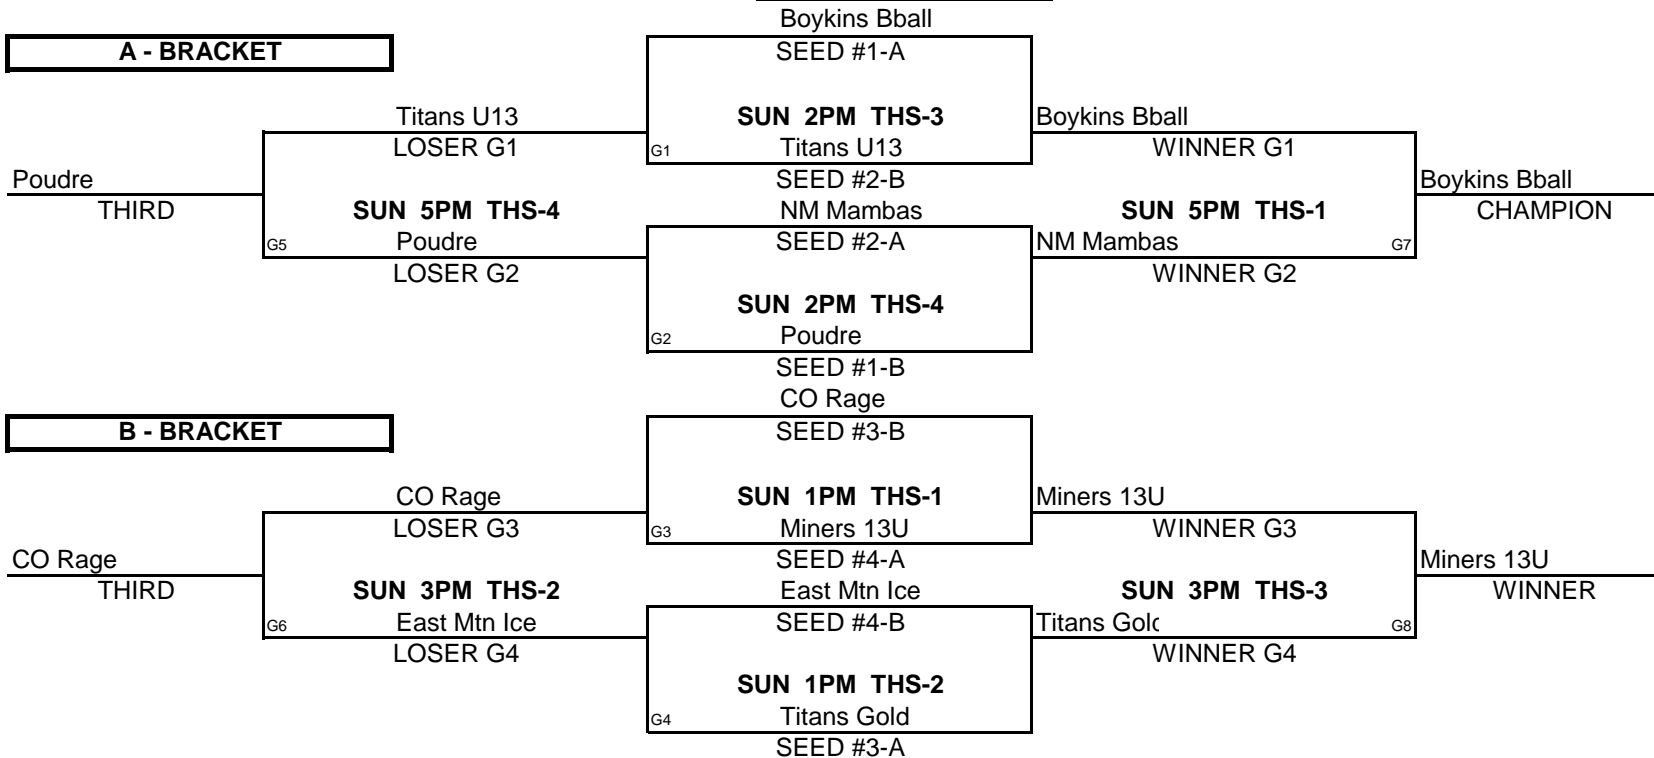 Boykins Bball
A - BRACKET
SEED #1-A
Titans U13
SUN 2PM THS-3
Boykins Bball
LOSER G1
G1
Titans U13
WINNER G1
Poudre
SEED #2-B
Boykins Bball
THIRD
SUN 5PM THS-4
NM Mambas
SUN 5PM THS-1
CHAMPION
G5
Poudre
SEED #2-A
NM Mambas
G7
LOSER G2
WINNER G2
SUN 2PM THS-4
G2
Poudre
SEED #1-B
CO Rage
B - BRACKET
SEED #3-B
CO Rage
SUN 1PM THS-1
Miners 13U
LOSER G3
G3
Miners 13U
WINNER G3
CO Rage
SEED #4-A
Miners 13U
THIRD
SUN 3PM THS-2
East Mtn Ice
SUN 3PM THS-3
WINNER
G6
East Mtn Ice
SEED #4-B
Titans Gold
G8
LOSER G4
WINNER G4
SUN 1PM THS-2
G4
Titans Gold
SEED #3-A